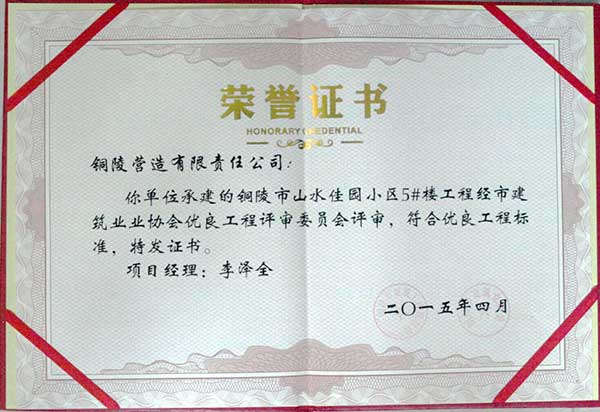 荣誉证书
HONORARY CREDENTIAL
铜陵营造有限责任公司:
你单位承建的铜陵市山水佳园小区5#楼工程经市建
筑业业协会优良工程评审委员会评审，符合优良工程标
准，特发证书。
项目经理：李泽全
二〇一五年四月